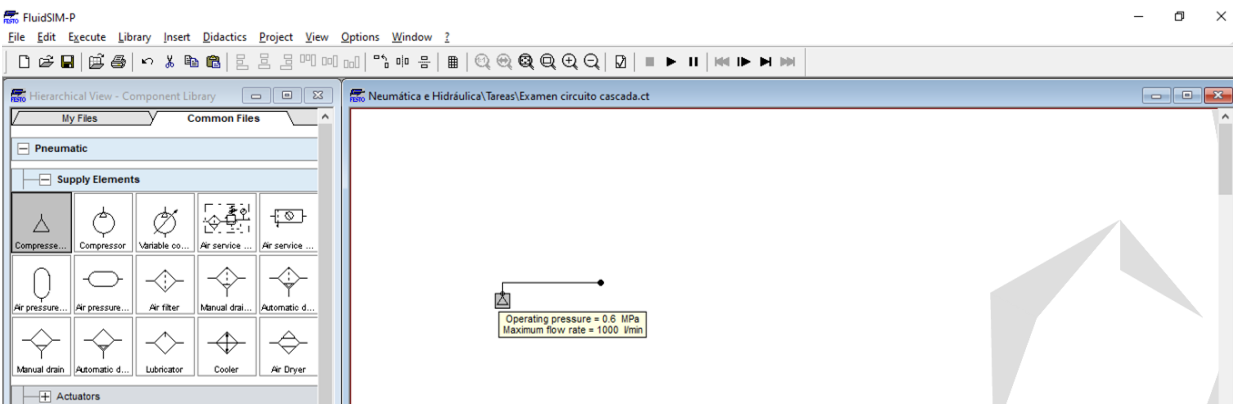 FluidSIM-P
File Edit Execute Library Insert Didactics Project View Options Window ?
Hierarchical View - Component Library
Neumática e Hidráulica\Tareas\Examen circuito cascada.ct
My Files Common Files
Pneumatic
Supply Elements
Compresse... Compressor Variable co... Air service ... Air service ...
Air pressure... Air pressure... Air filter Manual drai... Automatic d...
Manual drain Automatic d... Lubricator Cooler Air Dryer
Actuators
Operating pressure = 0.6 MPa
Maximum flow rate = 1000 l/min